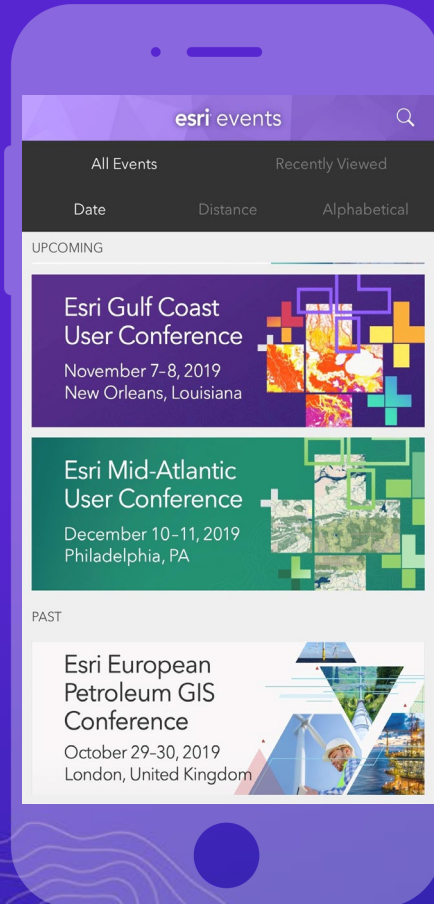 esri events
All Events Recently Viewed
Date Distance Alphabetical
UPCOMING
Esri Gulf Coast
User Conference
November 7–8, 2019
New Orleans, Louisiana
Esri Mid-Atlantic
User Conference
December 10–11, 2019
Philadelphia, PA
PAST
Esri European
Petroleum GIS
Conference
October 29–30, 2019
London, United Kingdom